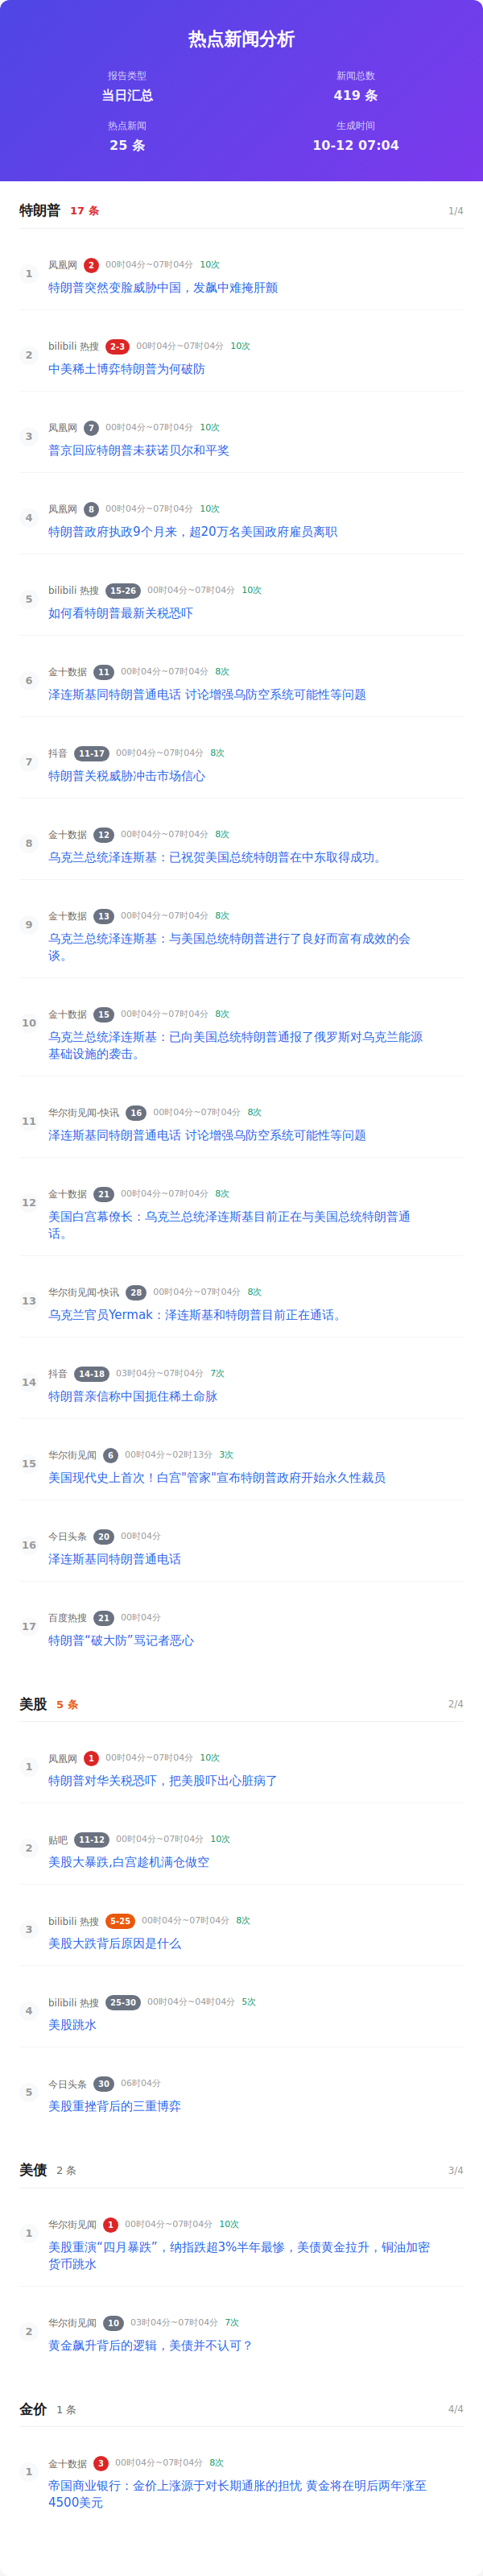 热点新闻分析
报告类型 新闻总数
当日汇总 419 条
热点新闻 生成时间
25 条 10-12 07:04
特朗普 17 条 1/4
凤凰网 2 00时04分~07时04分 10次
1
特朗普突然变脸威胁中国，发飙中难掩肝颤
bilibili 热搜 2-3 00时04分~07时04分 10次
2
中美稀土博弈特朗普为何破防
凤凰网 7 00时04分~07时04分 10次
3
普京回应特朗普未获诺贝尔和平奖
凤凰网 8 00时04分~07时04分 10次
4
特朗普政府执政9个月来，超20万名美国政府雇员离职
bilibili 热搜 15-26 00时04分~07时04分 10次
5
如何看特朗普最新关税恐吓
金十数据 11 00时04分~07时04分 8次
6
泽连斯基同特朗普通电话 讨论增强乌防空系统可能性等问题
抖音 11-17 00时04分~07时04分 8次
7
特朗普关税威胁冲击市场信心
金十数据 12 00时04分~07时04分 8次
8
乌克兰总统泽连斯基：已祝贺美国总统特朗普在中东取得成功。
金十数据 13 00时04分~07时04分 8次
9
乌克兰总统泽连斯基：与美国总统特朗普进行了良好而富有成效的会
谈。
金十数据 15 00时04分~07时04分 8次
10
乌克兰总统泽连斯基：已向美国总统特朗普通报了俄罗斯对乌克兰能源
基础设施的袭击。
华尔街见闻-快讯 16 00时04分~07时04分 8次
11
泽连斯基同特朗普通电话 讨论增强乌防空系统可能性等问题
金十数据 21 00时04分~07时04分 8次
12
美国白宫幕僚长：乌克兰总统泽连斯基目前正在与美国总统特朗普通
话。
华尔街见闻-快讯 28 00时04分~07时04分 8次
13
乌克兰官员Yermak：泽连斯基和特朗普目前正在通话。
抖音 14-18 03时04分~07时04分 7次
14
特朗普亲信称中国扼住稀土命脉
华尔街见闻 6 00时04分~02时13分 3次
15
美国现代史上首次！白宫"管家"宣布特朗普政府开始永久性裁员
今日头条 20 00时04分
16
泽连斯基同特朗普通电话
百度热搜 21 00时04分
17
特朗普“破大防”骂记者恶心
美股 5 条 2/4
凤凰网 1 00时04分~07时04分 10次
1
特朗普对华关税恐吓，把美股吓出心脏病了
贴吧 11-12 00时04分~07时04分 10次
2
美股大暴跌,白宫趁机满仓做空
bilibili 热搜 5-25 00时04分~07时04分 8次
3
美股大跌背后原因是什么
bilibili 热搜 25-30 00时04分~04时04分 5次
4
美股跳水
今日头条 30 06时04分
5
美股重挫背后的三重博弈
美债 2 条 3/4
华尔街见闻 1 00时04分~07时04分 10次
1
美股重演“四月暴跌”，纳指跌超3%半年最惨，美债黄金拉升，铜油加密
货币跳水
华尔街见闻 10 03时04分~07时04分 7次
2
黄金飙升背后的逻辑，美债并不认可？
金价 1 条 4/4
金十数据 3 00时04分~07时04分 8次
1
帝国商业银行：金价上涨源于对长期通胀的担忧 黄金将在明后两年涨至
4500美元